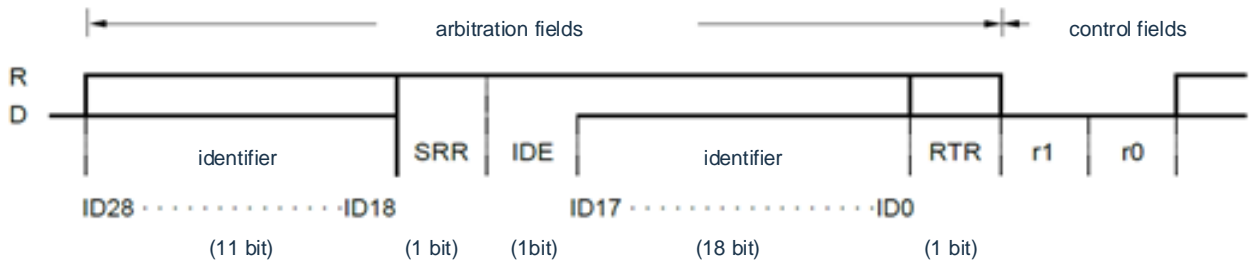 arbitration fields control fields
R
D
identifier SRR IDE identifier RTR r1 r0
ID28 ID18 ID17 ID0
(11 bit) (1 bit) (1bit) (18 bit) (1 bit)